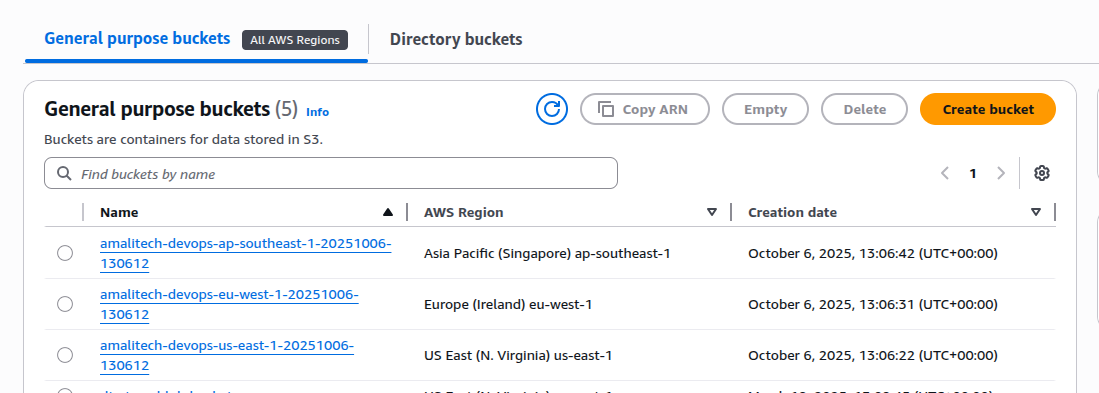 General purpose buckets All AWS Regions Directory buckets
General purpose buckets (5) Info Copy ARN Empty Delete Create bucket
Buckets are containers for data stored in S3.
Find buckets by name 1
Name AWS Region Creation date
amalitech-devops-ap-southeast-1-20251006-
130612
Asia Pacific (Singapore) ap-southeast-1 October 6, 2025, 13:06:42 (UTC+00:00)
amalitech-devops-eu-west-1-20251006-
130612
Europe (Ireland) eu-west-1 October 6, 2025, 13:06:31 (UTC+00:00)
amalitech-devops-us-east-1-20251006-
130612
US East (N. Virginia) us-east-1 October 6, 2025, 13:06:22 (UTC+00:00)